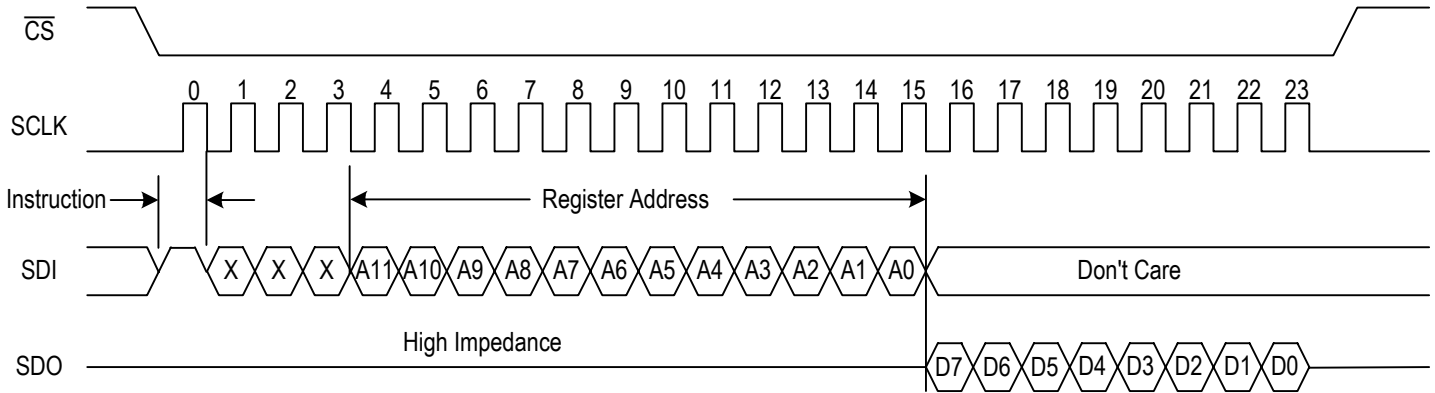 CS
0 1 2 3 4 5 6 7 8 9 10 11 12 13 14 15 16 17 18 19 20 21 22 23
SCLK
Instruction
Register Address
SDI
X X X A11 A10 A9 A8 A7 A6 A5 A4 A3 A2 A1 A0 Don't Care
High Impedance
SDO
D7 D6 D5 D4 D3 D2 D1 D0